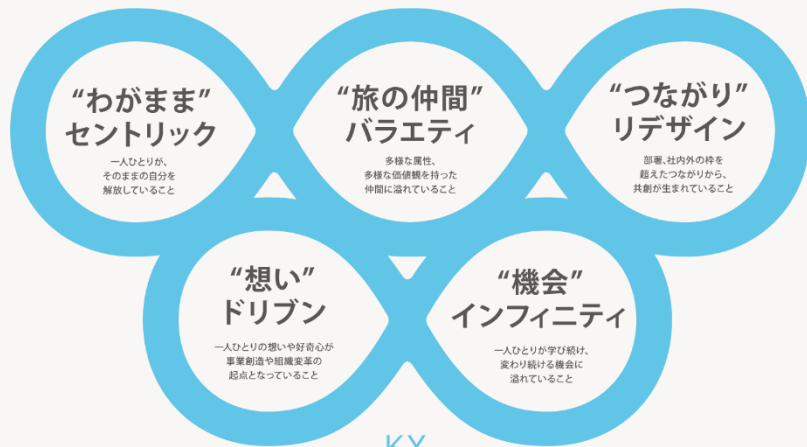 “わがまま”
セントリック
一人ひとりが、
そのままの自分を
解放していること
“旅の仲間”
バラエティ
多様な属性、
多様な価値観を持った
仲間に溢れていること
“つながり”
リデザイン
部署、社内外の枠を
超えたつながりから、
共創が生まれていること
“想い”
ドリブン
一人ひとりの想いや好奇心が
事業創造や組織変革の
起点となっていること
“機会”
インフィニティ
一人ひとりが学び続け、
変わり続ける機会に
溢れていること